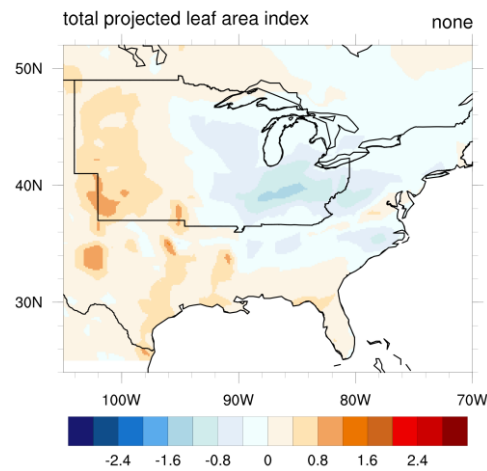 total projected leaf area index none
50N
40N
30N
100W 90W 80W 70W
-2.4 -1.6 -0.8 0 0.8 1.6 2.4